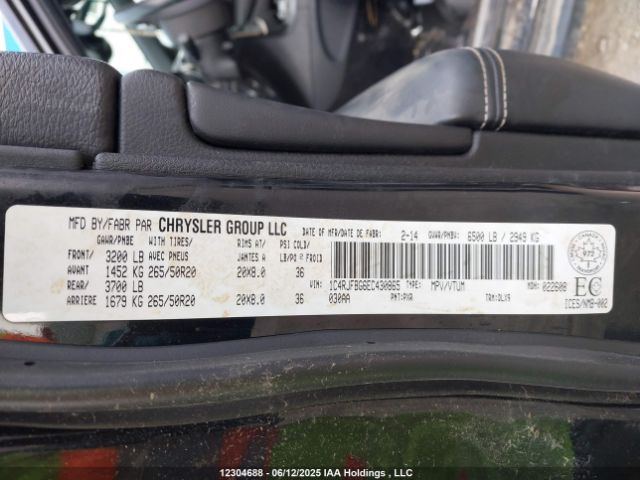 MFD BY/FABR PAR CHRYSLER GROUP LLC DATE OF MFR/DATE DE FABR: 2-14 GVWR/PNBV: 6500 LB / 2949 KG
GAWR/PNBE WITH TIRES/ RIMS AT/ PSI COLD/
FRONT/ 3200 LB AVEC PNEUS JANTES A LB/PO² FROID
AVANT 1452 KG 265/50R20 20X8.0 36
VIN: 1C4RJFBG6EC430865 TYPE: MPV/VTUM MDH: 022608
REAR/ 3700 LB
ARRIERE 1679 KG 265/50R20 20X8.0 36
030AA PNT:PXR TRM:DLX9
EC
ICES/NMB-002
12304688 - 06/12/2025 IAA Holdings , LLC